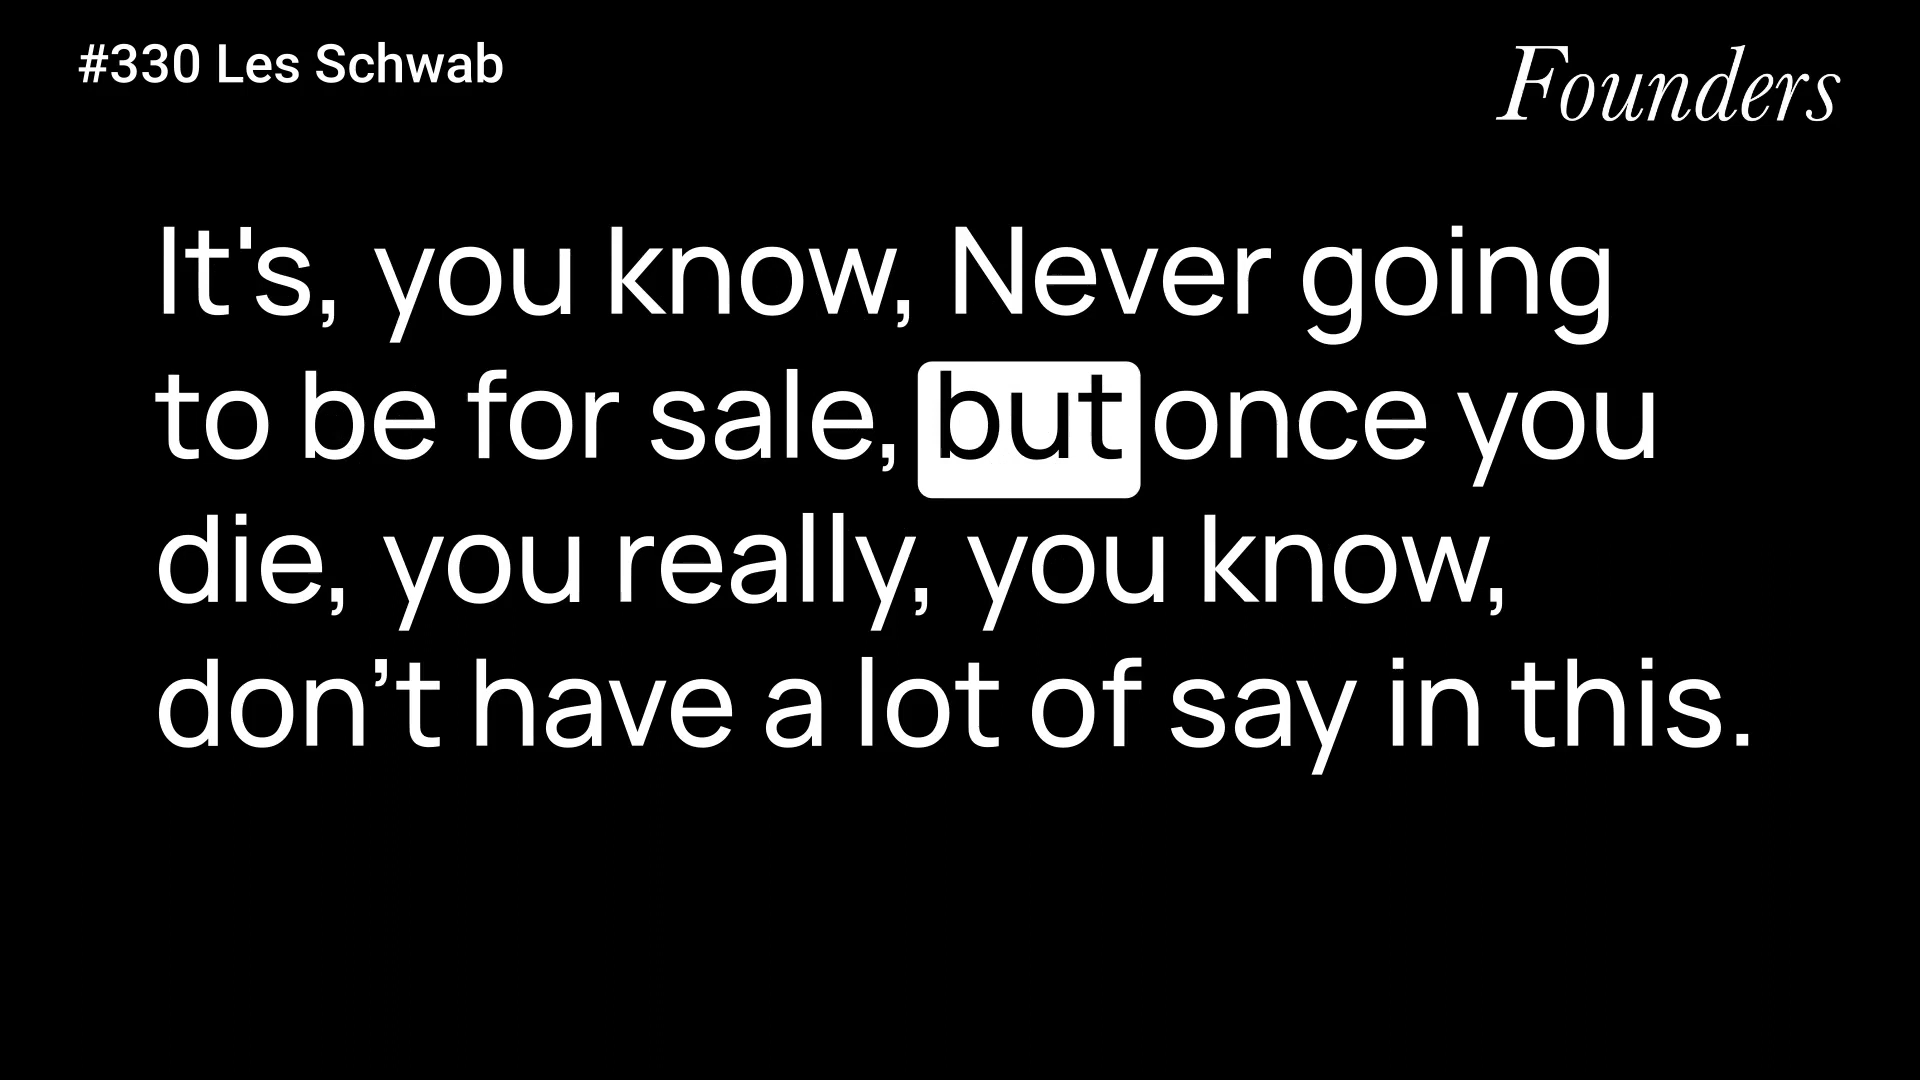 #330 Les Schwab
Founders
It's, you know, Never going
to be for sale, but once you
die, you really, you know,
don’t have a lot of say in this.